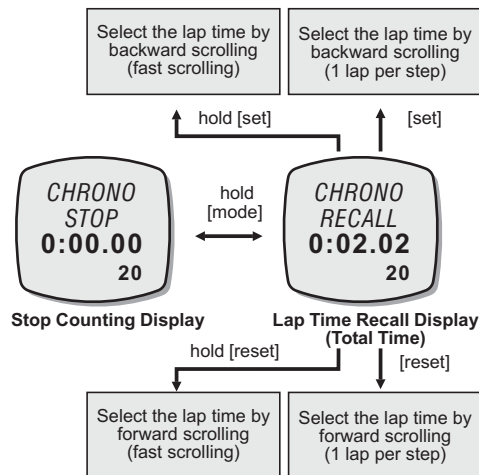 Select the lap time by
backward scrolling
(fast scrolling)
Select the lap time by
backward scrolling
(1 lap per step)
hold [set]
[set]
CHRONO
STOP
0:00.00
20
hold
[mode]
CHRONO
RECALL
0:02.02
20
Stop Counting Display
Lap Time Recall Display
(Total Time)
hold [reset]
[reset]
Select the lap time by
forward scrolling
(fast scrolling)
Select the lap time by
forward scrolling
(1 lap per step)